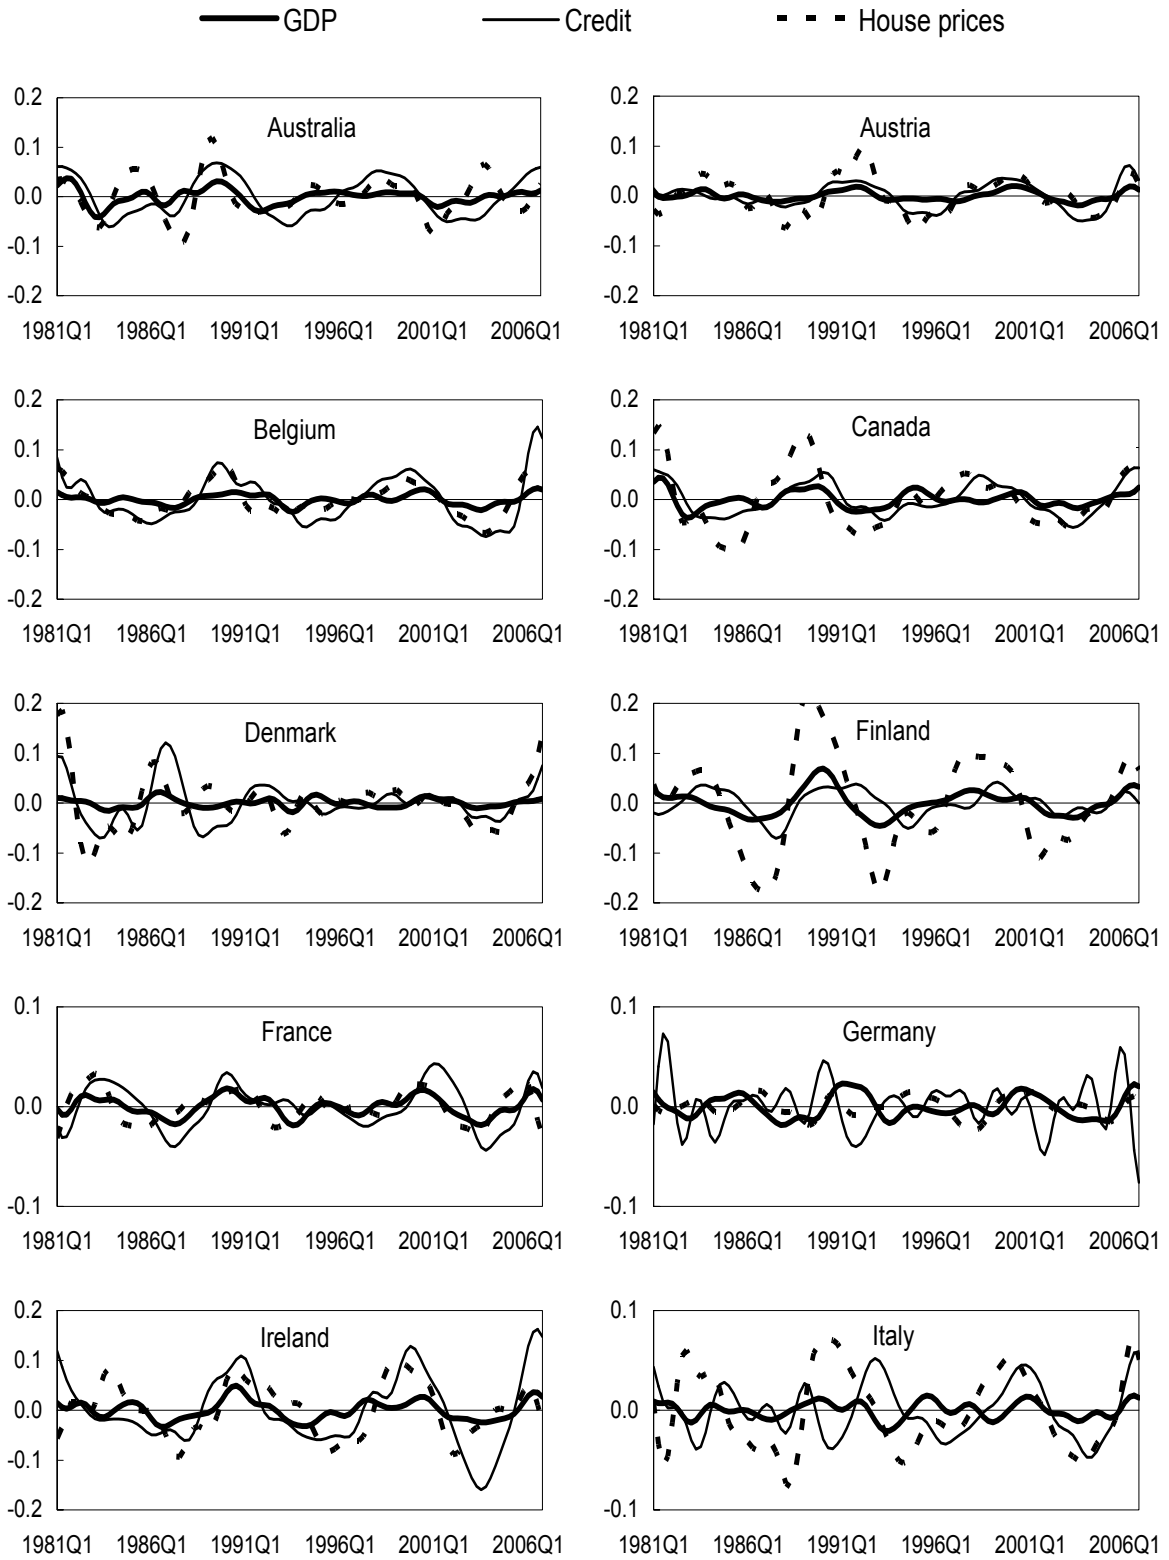 GDP Credit House prices
0.2 0.2
Australia Austria
0.1 0.1
0.0 0.0
-0.1 -0.1
-0.2 -0.2
1981Q1 1986Q1 1991Q1 1996Q1 2001Q1 2006Q1 1981Q1 1986Q1 1991Q1 1996Q1 2001Q1 2006Q1
0.2 0.2
Belgium Canada
0.1 0.1
0.0 0.0
-0.1 -0.1
-0.2 -0.2
1981Q1 1986Q1 1991Q1 1996Q1 2001Q1 2006Q1 1981Q1 1986Q1 1991Q1 1996Q1 2001Q1 2006Q1
0.2 0.2
Denmark Finland
0.1 0.1
0.0 0.0
-0.1 -0.1
-0.2 -0.2
1981Q1 1986Q1 1991Q1 1996Q1 2001Q1 2006Q1 1981Q1 1986Q1 1991Q1 1996Q1 2001Q1 2006Q1
0.1 0.1
France Germany
0.0 0.0
-0.1 -0.1
1981Q1 1986Q1 1991Q1 1996Q1 2001Q1 2006Q1 1981Q1 1986Q1 1991Q1 1996Q1 2001Q1 2006Q1
0.2 0.1
Ireland Italy
0.1
0.0 0.0
-0.1
-0.2 -0.1
1981Q1 1986Q1 1991Q1 1996Q1 2001Q1 2006Q1 1981Q1 1986Q1 1991Q1 1996Q1 2001Q1 2006Q1